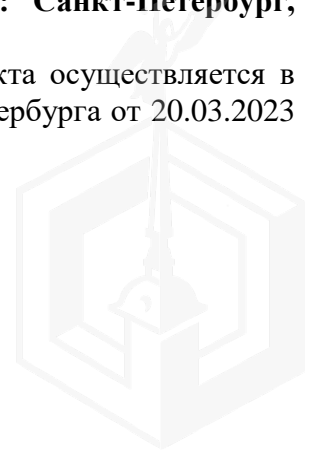 : Санкт-Петербург,
кта осуществляется в
ербурга от 20.03.2023